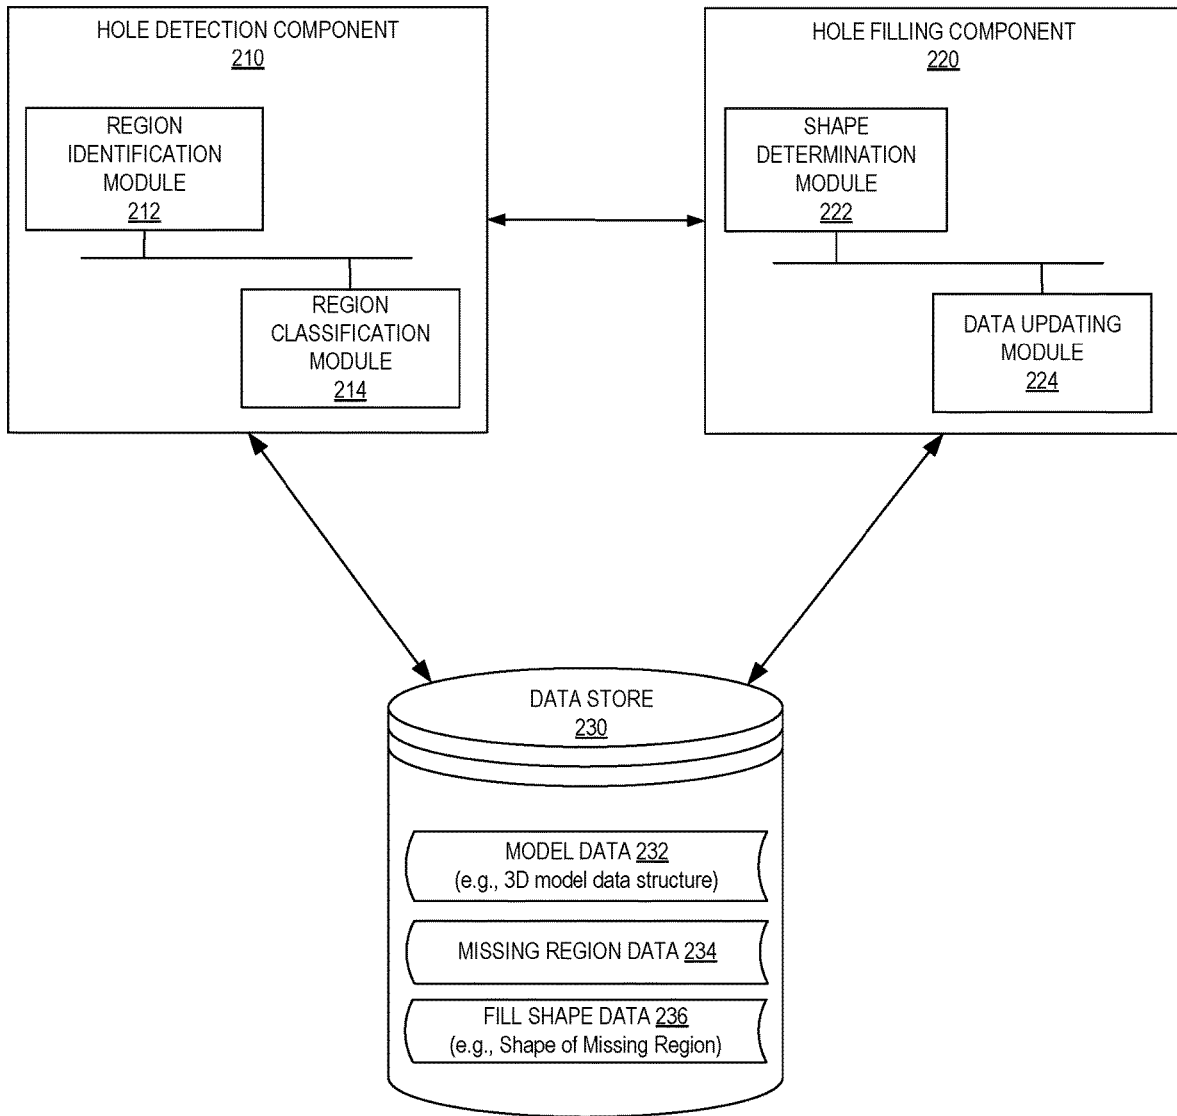 HOLE DETECTION COMPONENT
210
REGION
IDENTIFICATION
MODULE
212
REGION
CLASSIFICATION
MODULE
214
HOLE FILLING COMPONENT
220
SHAPE
DETERMINATION
MODULE
222
DATA UPDATING
MODULE
224
DATA STORE
230
MODEL DATA 232
(e.g., 3D model data structure)
MISSING REGION DATA 234
FILL SHAPE DATA 236
(e.g., Shape of Missing Region)